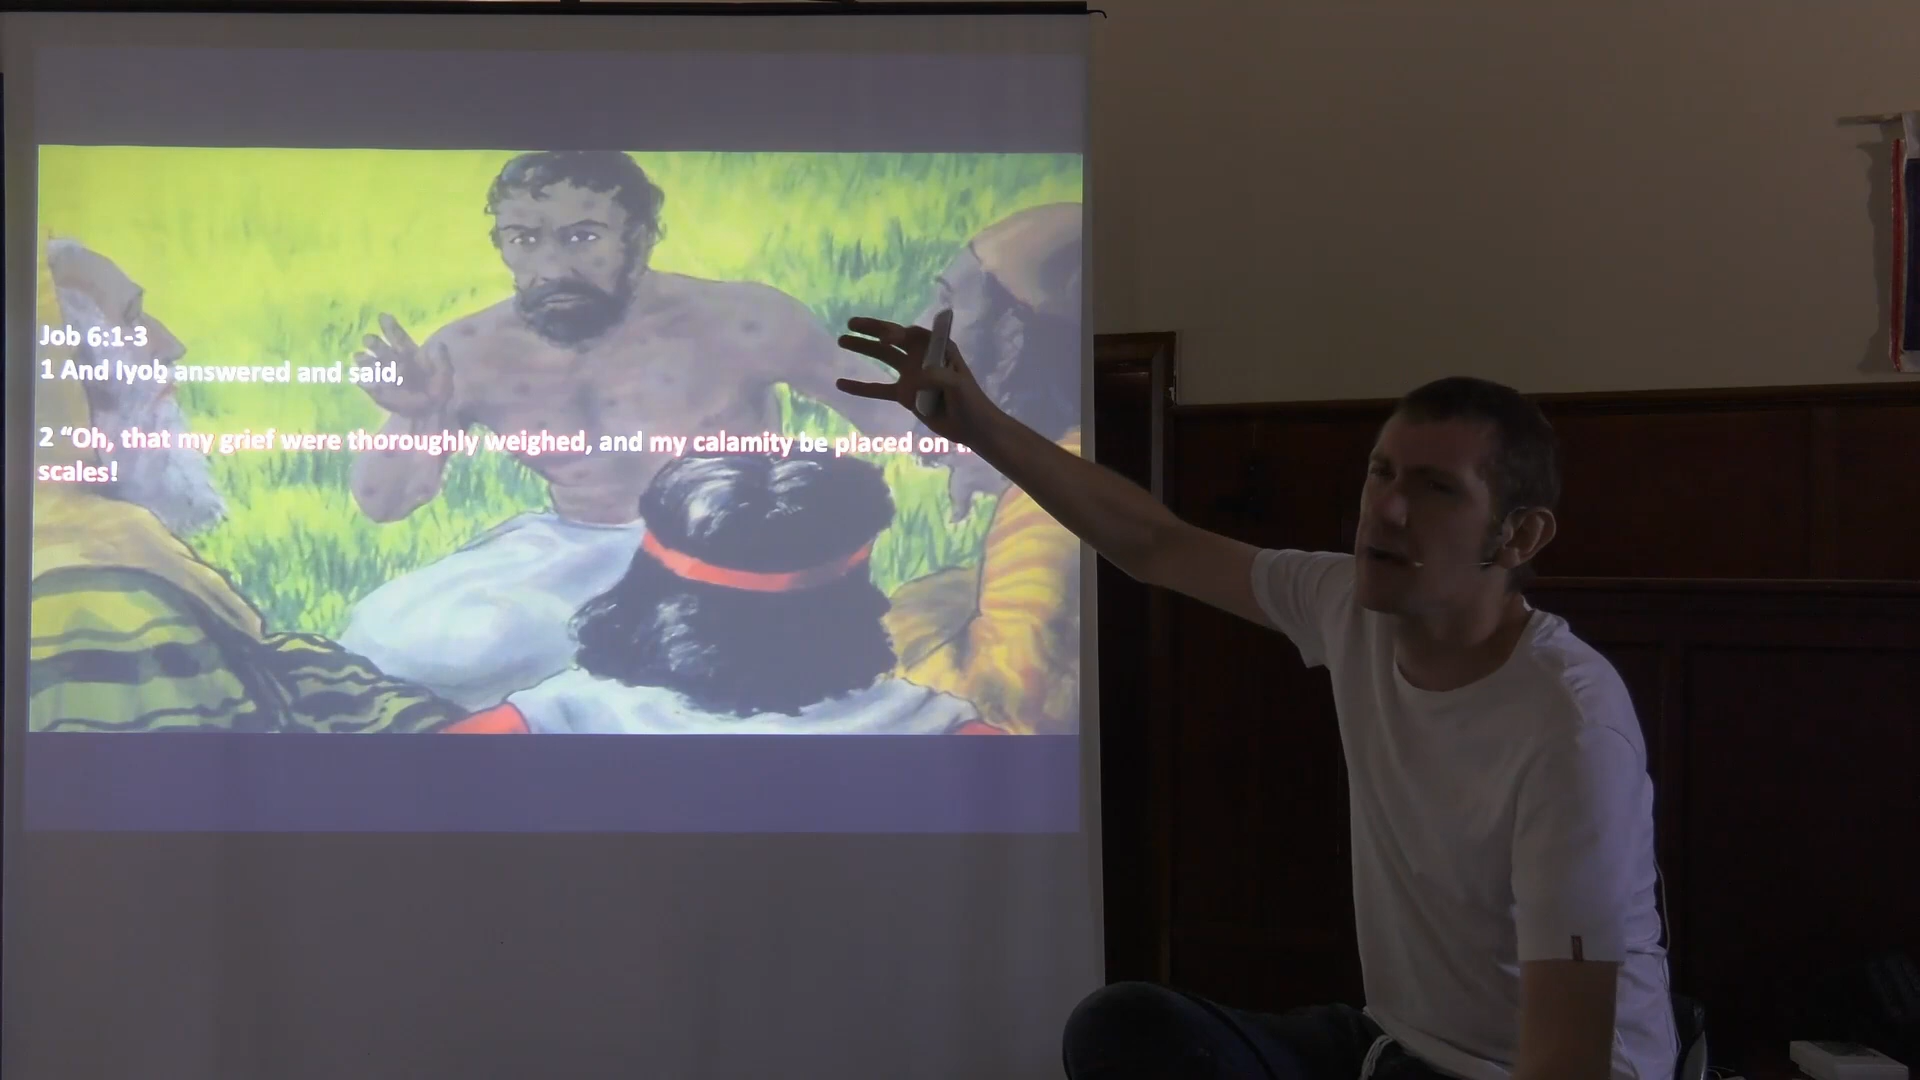 Job 6:1-3
1 And Iyoḇ answered and said,
2 “Oh, that my grief were thoroughly weighed, and my calamity be placed on
scales!